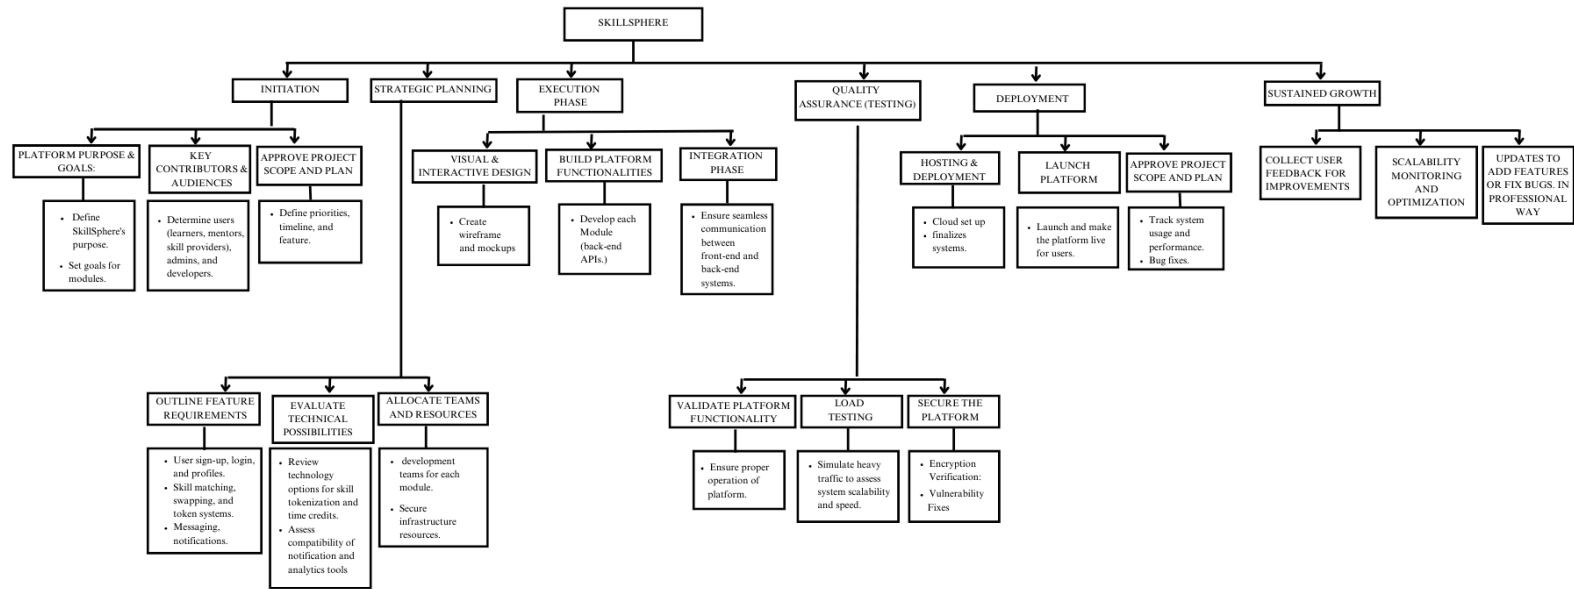 SKILLSPHERE
INITIATION
STRATEGIC PLANNING
EXECUTION
PHASE
QUALITY
ASSURANCE (TESTING)
DEPLOYMENT
SUSTAINED GROWTH
PLATFORM PURPOSE &
GOALS:
• Define
SkillSphere's
purpose.
• Set goals for
modules.
KEY
CONTRIBUTORS &
AUDIENCES
• Determine users
(learners, mentors,
skill providers),
admins, and
developers.
APPROVE PROJECT
SCOPE AND PLAN
• Define priorities,
timeline, and
feature.
VISUAL &
INTERACTIVE DESIGN
• Create
wireframe
and mockups
BUILD PLATFORM
FUNCTIONALITIES
• Develop each
Module
(back-end
APIs.)
INTEGRATION
PHASE
• Ensure seamless
communication
between
front-end and
back-end
systems.
HOSTING &
DEPLOYMENT
• Cloud set up
• finalizes
systems.
LAUNCH
PLATFORM
• Launch and make
the platform live
for users.
APPROVE PROJECT
SCOPE AND PLAN
• Track system
usage and
performance.
• Bug fixes.
COLLECT USER
FEEDBACK FOR
IMPROVEMENTS
SCALABILITY
MONITORING
AND
OPTIMIZATION
UPDATES TO
ADD FEATURES
OR FIX BUGS. IN
PROFESSIONAL
WAY
OUTLINE FEATURE
REQUIREMENTS
• User sign-up, login,
and profiles.
• Skill matching,
swapping, and
token systems.
• Messaging,
notifications.
EVALUATE
TECHNICAL
POSSIBILITIES
• Review
technology
options for skill
tokenization and
time credits.
• Assess
compatibility of
notification and
analytics tools
ALLOCATE TEAMS
AND RESOURCES
• development
teams for each
module.
• Secure
infrastructure
resources.
VALIDATE PLATFORM
FUNCTIONALITY
• Ensure proper
operation of
platform.
LOAD
TESTING
• Simulate heavy
traffic to assess
system scalability
and speed.
SECURE THE
PLATFORM
• Encryption
Verification:
• Vulnerability
Fixes